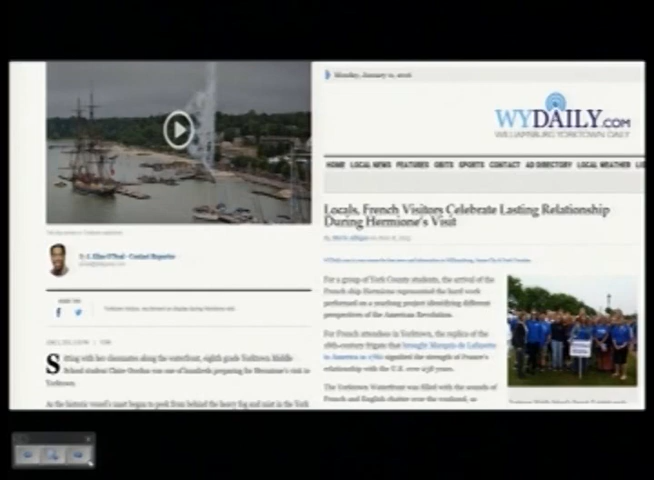 Monday, January 11, 2016
WYDAILY.COM
WILLIAMSBURG YORKTOWN DAILY
HOME LOCAL NEWS FEATURES SPORTS CONTACT AD DIRECTORY LOCAL WEATHER
Locals, French Visitors Celebrate Lasting Relationship
During Hermione's Visit
For a group of York County students, the arrival of the
French ship Hermione represented the hard work
performed on a yearlong project identifying different
perspectives of the American Revolution.
For French attendees in Yorktown, the replica of the
18th-century frigate that brought Marquis de Lafayette
to America in 1780 signified the strength of France's
relationship with the U.S. over 238 years.
The Yorktown Waterfront was filled with the sounds of
French and English chatter over the weekend, as
Contact Reporter
Sitting with her classmates along the waterfront, eighth grade Yorktown Middle
School student Claire Gordon was one of hundreds preparing for Hermione's visit in
Yorktown.
As the historic vessel's mast began to peek from behind the heavy fog and mist in the York